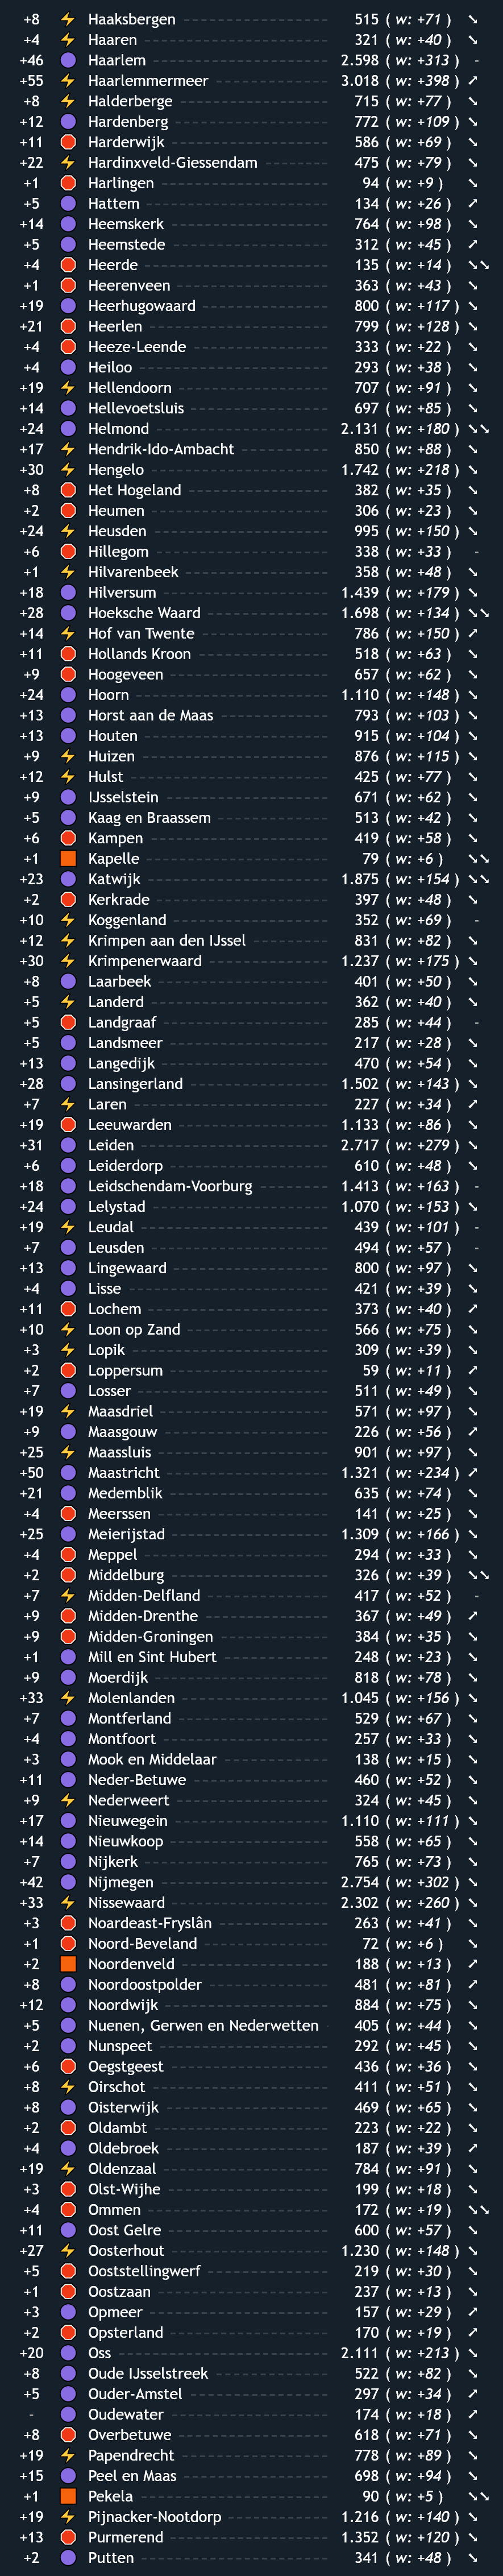 +8 Haaksbergen 515 ( w: +71 )
+4 Haaren 321 ( w: +40 )
+46 Haarlem 2.598 ( w: +313 ) -
+55 Haarlemmermeer 3.018 ( w: +398 )
+8 Halderberge 715 ( w: +77 )
+12 Hardenberg 772 ( w: +109 )
+11 Harderwijk 586 ( w: +69 )
+22 Hardinxveld-Giessendam 475 ( w: +79 )
+1 Harlingen 94 ( w: +9 )
+5 Hattem 134 ( w: +26 )
+14 Heemskerk 764 ( w: +98 )
+5 Heemstede 312 ( w: +45 )
+4 Heerde 135 ( w: +14 )
+1 Heerenveen 363 ( w: +43 )
+19 Heerhugowaard 800 ( w: +117 )
+21 Heerlen 799 ( w: +128 )
+4 Heeze-Leende 333 ( w: +22 )
+4 Heiloo 293 ( w: +38 )
+19 Hellendoorn 707 ( w: +91 )
+14 Hellevoetsluis 697 ( w: +85 )
+24 Helmond 2.131 ( w: +180 )
+17 Hendrik-Ido-Ambacht 850 ( w: +88 )
+30 Hengelo 1.742 ( w: +218 )
+8 Het Hogeland 382 ( w: +35 )
+2 Heumen 306 ( w: +23 )
+24 Heusden 995 ( w: +150 )
+6 Hillegom 338 ( w: +33 ) -
+1 Hilvarenbeek 358 ( w: +48 )
+18 Hilversum 1.439 ( w: +179 )
+28 Hoeksche Waard 1.698 ( w: +134 )
+14 Hof van Twente 786 ( w: +150 )
+11 Hollands Kroon 518 ( w: +63 )
+9 Hoogeveen 657 ( w: +62 )
+24 Hoorn 1.110 ( w: +148 )
+13 Horst aan de Maas 793 ( w: +103 )
+13 Houten 915 ( w: +104 )
+9 Huizen 876 ( w: +115 )
+12 Hulst 425 ( w: +77 )
+9 IJsselstein 671 ( w: +62 )
+5 Kaag en Braassem 513 ( w: +42 )
+6 Kampen 419 ( w: +58 )
+1 Kapelle 79 ( w: +6 )
+23 Katwijk 1.875 ( w: +154 )
+2 Kerkrade 397 ( w: +48 )
+10 Koggenland 352 ( w: +69 ) -
+12 Krimpen aan den IJssel 831 ( w: +82 )
+30 Krimpenerwaard 1.237 ( w: +175 )
+8 Laarbeek 401 ( w: +50 )
+5 Landerd 362 ( w: +40 )
+5 Landgraaf 285 ( w: +44 ) -
+5 Landsmeer 217 ( w: +28 )
+13 Langedijk 470 ( w: +54 )
+28 Lansingerland 1.502 ( w: +143 )
+7 Laren 227 ( w: +34 )
+19 Leeuwarden 1.133 ( w: +86 )
+31 Leiden 2.717 ( w: +279 )
+6 Leiderdorp 610 ( w: +48 )
+18 Leidschendam-Voorburg 1.413 ( w: +163 ) -
+24 Lelystad 1.070 ( w: +153 )
+19 Leudal 439 ( w: +101 ) -
+7 Leusden 494 ( w: +57 ) -
+13 Lingewaard 800 ( w: +97 )
+4 Lisse 421 ( w: +39 )
+11 Lochem 373 ( w: +40 )
+10 Loon op Zand 566 ( w: +75 )
+3 Lopik 309 ( w: +39 )
+2 Loppersum 59 ( w: +11 )
+7 Losser 511 ( w: +49 )
+19 Maasdriel 571 ( w: +97 )
+9 Maasgouw 226 ( w: +56 )
+25 Maassluis 901 ( w: +97 )
+50 Maastricht 1.321 ( w: +234 )
+21 Medemblik 635 ( w: +74 )
+4 Meerssen 141 ( w: +25 )
+25 Meierijstad 1.309 ( w: +166 )
+4 Meppel 294 ( w: +33 )
+2 Middelburg 326 ( w: +39 )
+7 Midden-Delfland 417 ( w: +52 ) -
+9 Midden-Drenthe 367 ( w: +49 )
+9 Midden-Groningen 384 ( w: +35 )
+1 Mill en Sint Hubert 248 ( w: +23 )
+9 Moerdijk 818 ( w: +78 )
+33 Molenlanden 1.045 ( w: +156 )
+7 Montferland 529 ( w: +67 )
+4 Montfoort 257 ( w: +33 )
+3 Mook en Middelaar 138 ( w: +15 )
+11 Neder-Betuwe 460 ( w: +52 )
+9 Nederweert 324 ( w: +45 )
+17 Nieuwegein 1.110 ( w: +111 )
+14 Nieuwkoop 558 ( w: +65 )
+7 Nijkerk 765 ( w: +73 )
+42 Nijmegen 2.754 ( w: +302 )
+33 Nissewaard 2.302 ( w: +260 )
+3 Noardeast-Fryslân 263 ( w: +41 )
+1 Noord-Beveland 72 ( w: +6 )
+2 Noordenveld 188 ( w: +13 )
+8 Noordoostpolder 481 ( w: +81 )
+12 Noordwijk 884 ( w: +75 )
+5 Nuenen, Gerwen en Nederwetten 405 ( w: +44 )
+2 Nunspeet 292 ( w: +45 )
+6 Oegstgeest 436 ( w: +36 )
+8 Oirschot 411 ( w: +51 )
+8 Oisterwijk 469 ( w: +65 )
+2 Oldambt 223 ( w: +22 )
+4 Oldebroek 187 ( w: +39 )
+19 Oldenzaal 784 ( w: +91 )
+3 Olst-Wijhe 199 ( w: +18 )
+4 Ommen 172 ( w: +19 )
+11 Oost Gelre 600 ( w: +57 )
+27 Oosterhout 1.230 ( w: +148 )
+5 Ooststellingwerf 219 ( w: +30 )
+1 Oostzaan 237 ( w: +13 )
+3 Opmeer 157 ( w: +29 )
+2 Opsterland 170 ( w: +19 )
+20 Oss 2.111 ( w: +213 )
+8 Oude IJsselstreek 522 ( w: +82 )
+5 Ouder-Amstel 297 ( w: +34 )
- Oudewater 174 ( w: +18 )
+8 Overbetuwe 618 ( w: +71 )
+19 Papendrecht 778 ( w: +89 )
+15 Peel en Maas 698 ( w: +94 )
+1 Pekela 90 ( w: +5 )
+19 Pijnacker-Nootdorp 1.216 ( w: +140 )
+13 Purmerend 1.352 ( w: +120 )
+2 Putten 341 ( w: +48 )